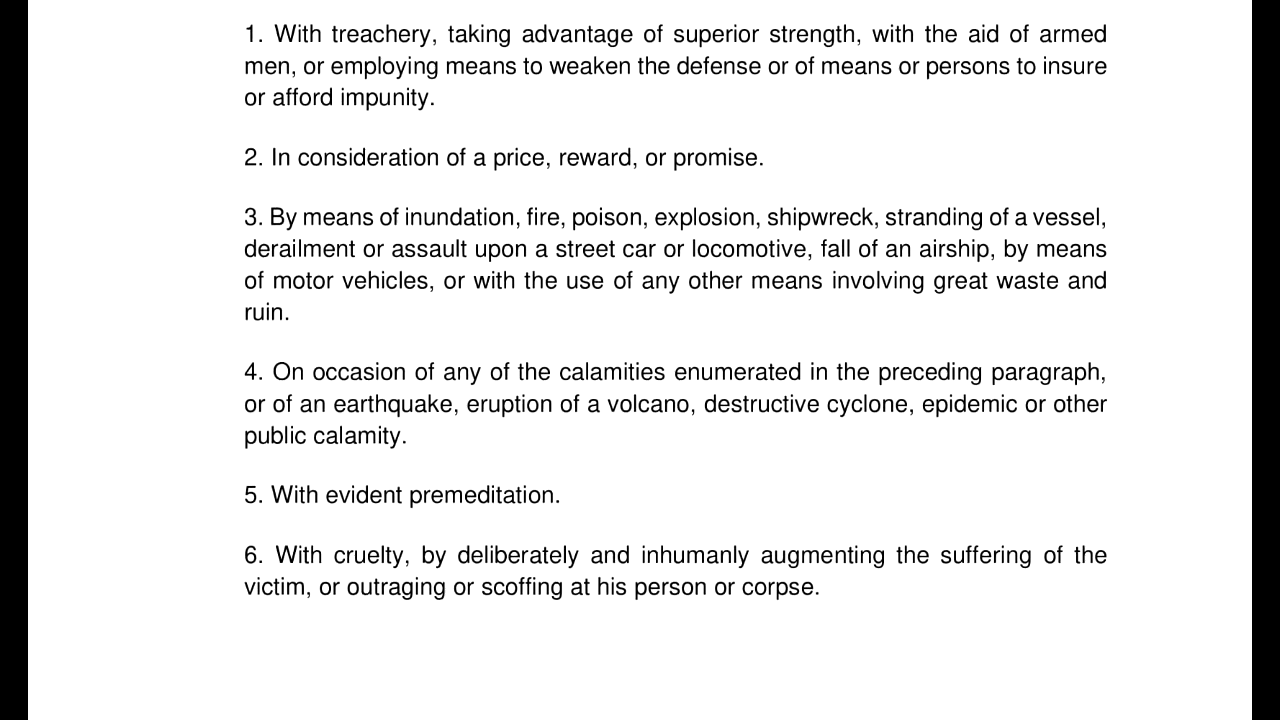 1. With treachery, taking advantage of superior strength, with the aid of armed
men, or employing means to weaken the defense or of means or persons to insure
or afford impunity.
2. In consideration of a price, reward, or promise.
3. By means of inundation, fire, poison, explosion, shipwreck, stranding of a vessel,
derailment or assault upon a street car or locomotive, fall of an airship, by means
of motor vehicles, or with the use of any other means involving great waste and
ruin.
4. On occasion of any of the calamities enumerated in the preceding paragraph,
or of an earthquake, eruption of a volcano, destructive cyclone, epidemic or other
public calamity.
5. With evident premeditation.
6. With cruelty, by deliberately and inhumanly augmenting the suffering of the
victim, or outraging or scoffing at his person or corpse.